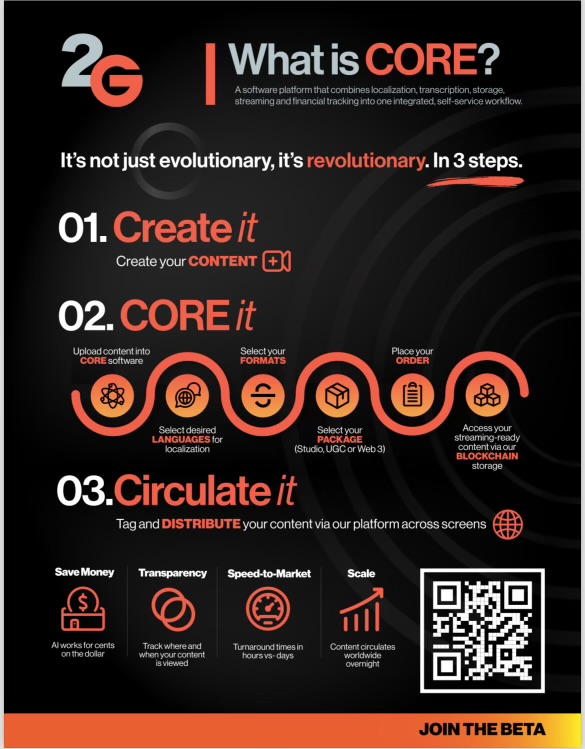 2G
What is CORE?
A software platform that combines localization, transcription, storage,
streaming and financial tracking into one integrated, self-service workflow.
It's not just evolutionary, it's revolutionary. In 3 steps.
01. Create it
Create your CONTENT
02. CORE it
Upload content into
CORE software
Select desired
LANGUAGES for
localization
Select your
FORMATS
Select your
PACKAGE
(Studio, UGC or Web 3)
Place your
ORDER
Access your
streaming-ready
content via our
BLOCKCHAIN
storage
03.Circulate it
Tag and DISTRIBUTE your content via our platform across screens
Save Money
AI works for cents
on the dollar
Transparency
Track where and
when your content
is viewed
Speed-to-Market
Turnaround times in
hours vs- days
Scale
Content circulates
worldwide
overnight
JOIN THE BETA